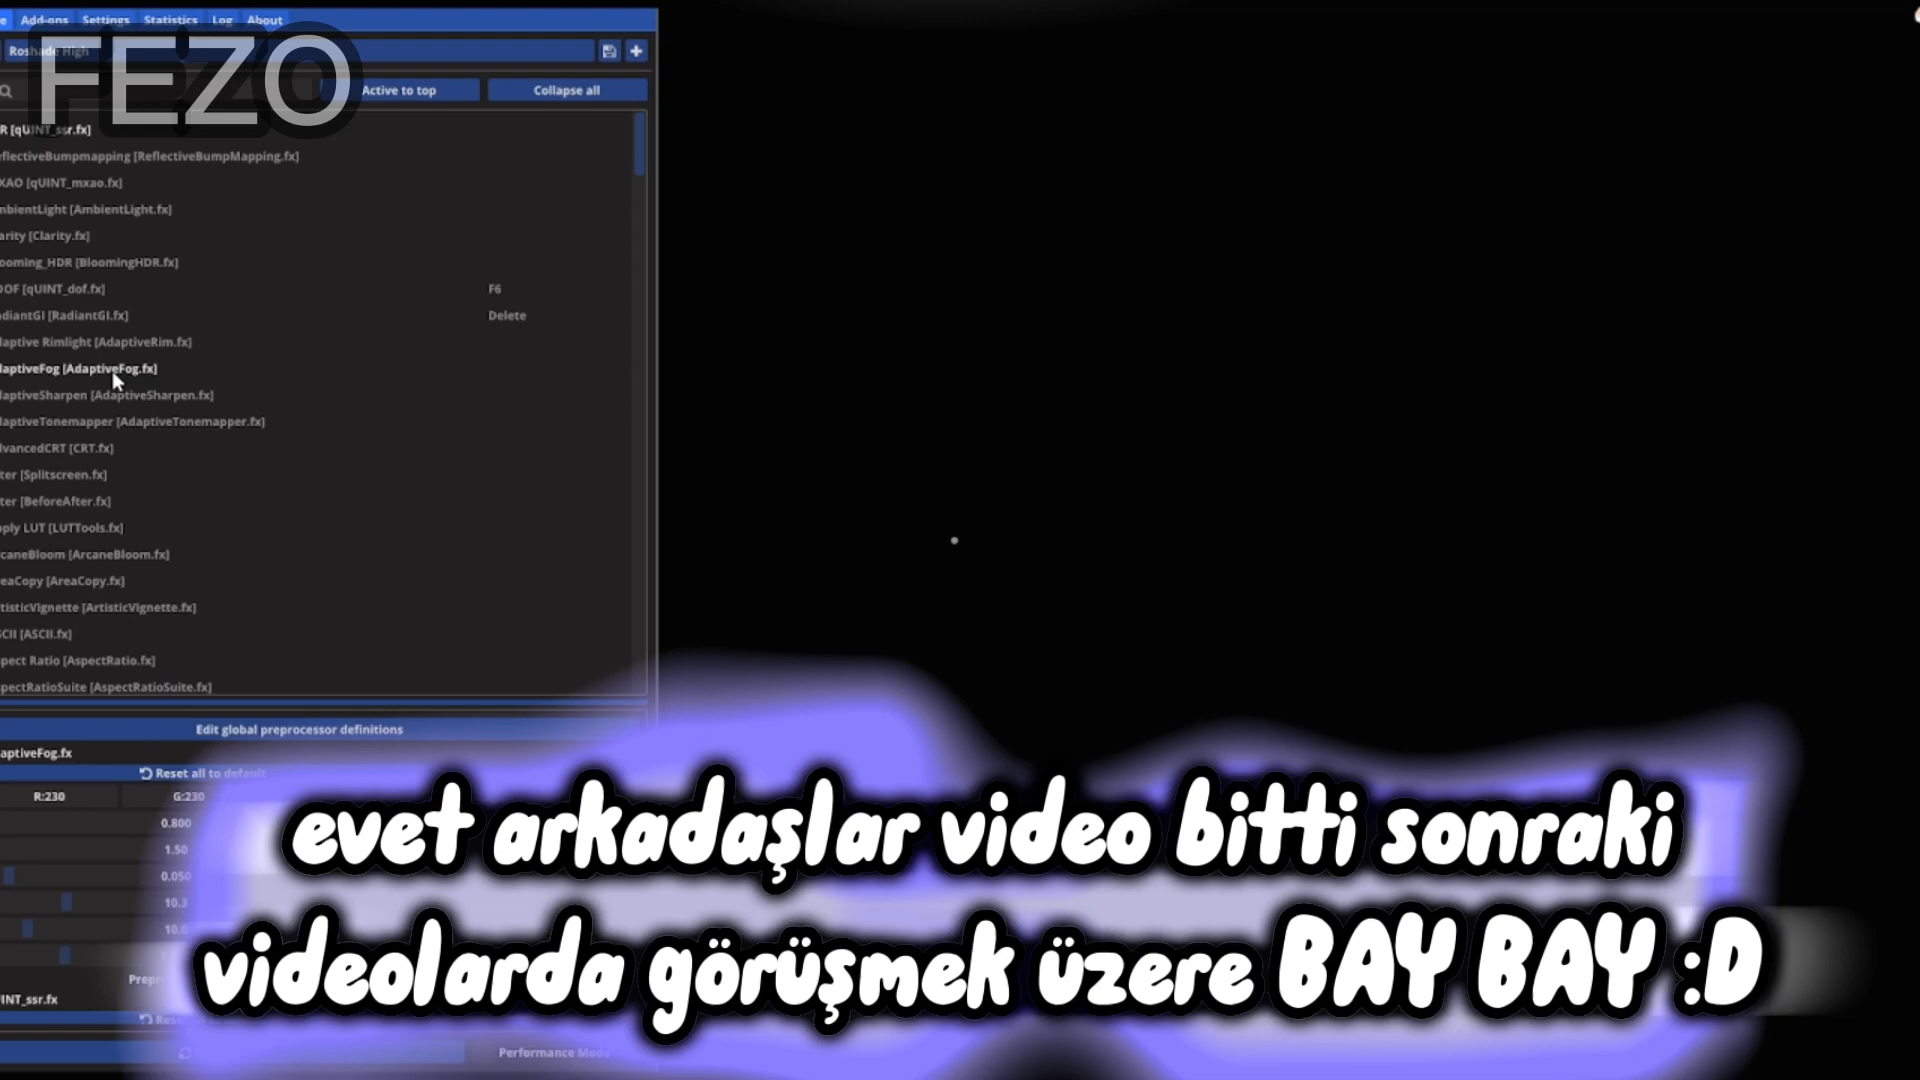 Add-ons Settings Statistics Log About
Roshade High
FEZO
Active to top Collapse all
R [qUINT_ssr.fx]
eflectiveBumpmapping [ReflectiveBumpMapping.fx]
XAO [qUINT_mxao.fx]
nbientLight [AmbientLight.fx]
arity [Clarity.fx]
ooming_HDR [BloomingHDR.fx]
DOF [qUINT_dof.fx] F6
diantGI [RadiantGI.fx] Delete
laptive Rimlight [AdaptiveRim.fx]
laptiveFog [AdaptiveFog.fx]
laptiveSharpen [AdaptiveSharpen.fx]
laptiveTonemapper [AdaptiveTonemapper.fx]
lvancedCRT [CRT.fx]
ter [Splitscreen.fx]
ter [BeforeAfter.fx]
ply LUT [LUTTools.fx]
caneBloom [ArcaneBloom.fx]
eaCopy [AreaCopy.fx]
tisticVignette [ArtisticVignette.fx]
CII [ASCII.fx]
pect Ratio [AspectRatio.fx]
pectRatioSuite [AspectRatioSuite.fx]
Edit global preprocessor definitions
aptiveFog.fx
Reset all to default
R:230 G:230
0.800
1.50
0.050
10.3
10.0
evet arkadaşlar video bitti sonraki
videolarda görüşmek üzere BAY BAY :D
INT_ssr.fx
Performance Mode